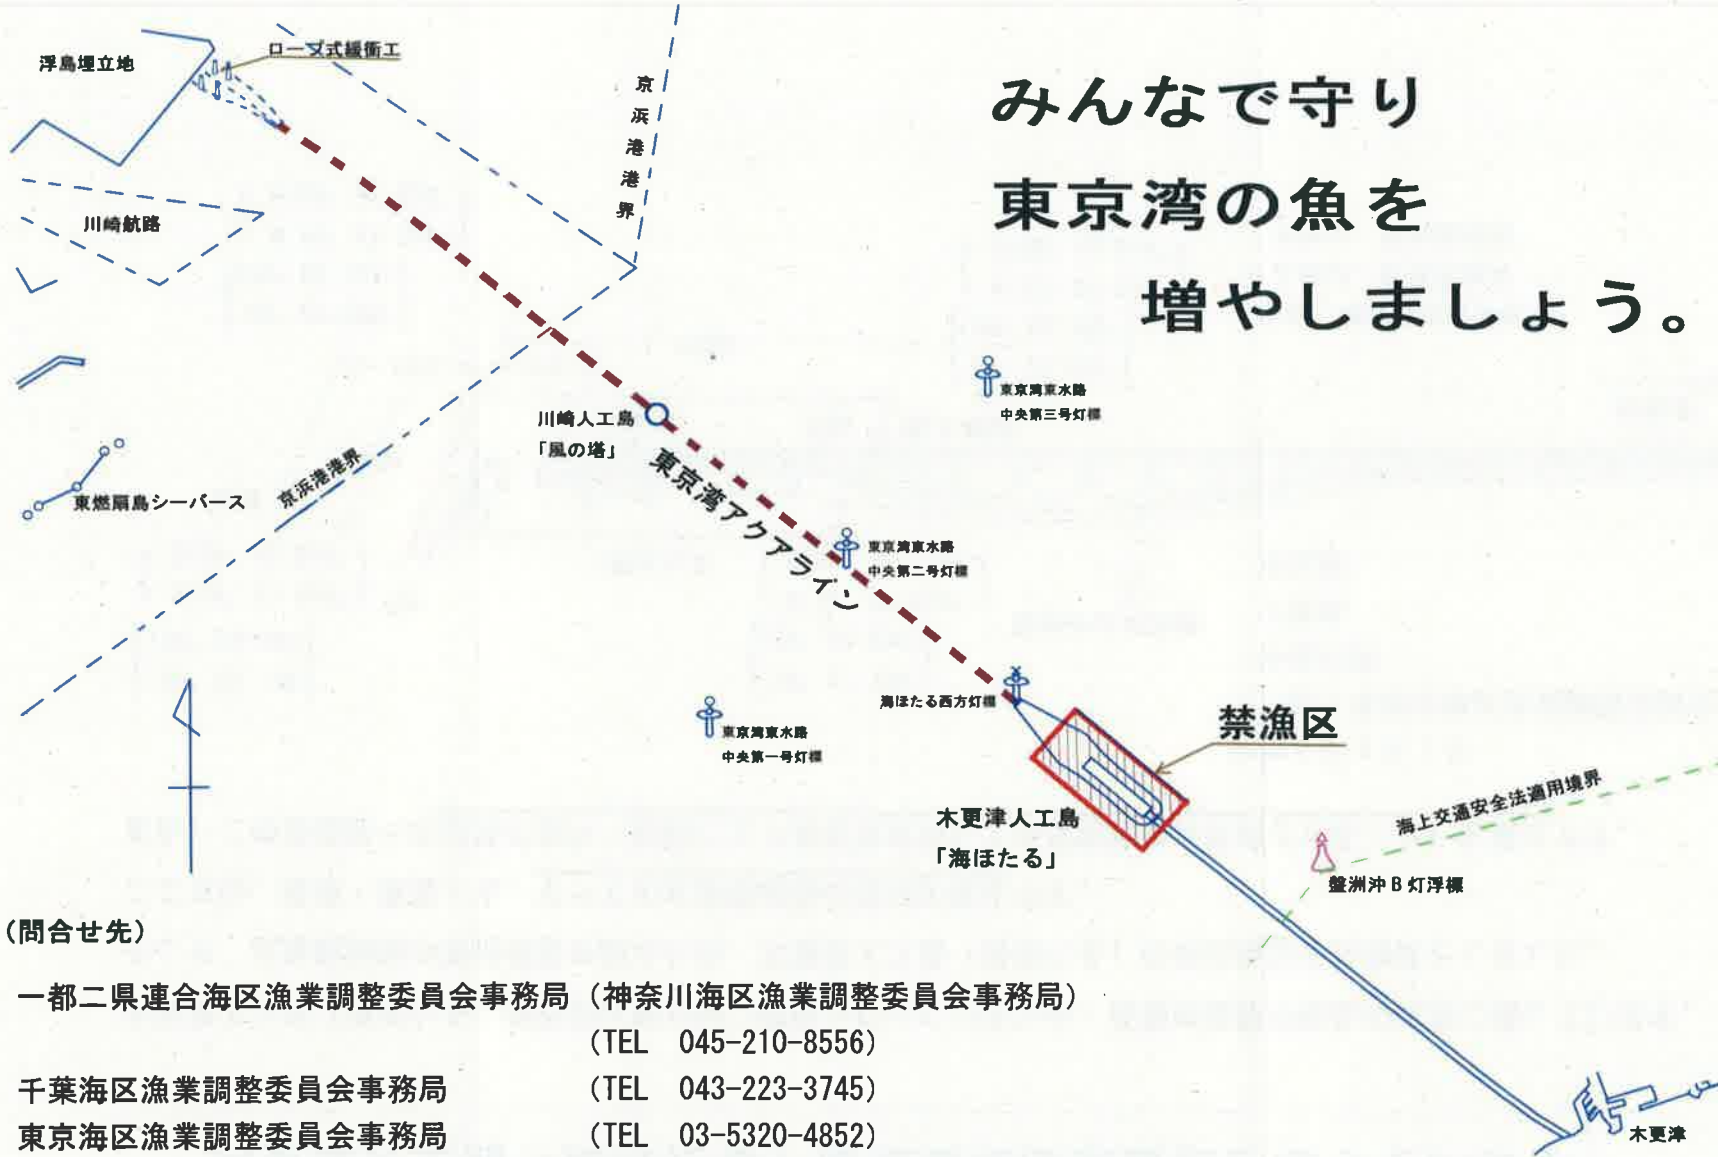 みんなで守り
東京湾の魚を
増やしましょう。
浮島埋立地
ロープ式緩衝工
京浜港港界
川崎航路
川崎人工島
「風の塔」
東京湾アクアライン
東京湾東水路
中央第三号灯標
東燃扇島シーバース
京浜港港界
東京湾東水路
中央第二号灯標
海ほたる西方灯標
東京湾東水路
中央第一号灯標
禁漁区
木更津人工島
「海ほたる」
海上交通安全法適用境界
盤洲沖B灯浮標
木更津
(問合せ先)
一都二県連合海区漁業調整委員会事務局(神奈川海区漁業調整委員会事務局)
(TEL 045-210-8556)
千葉海区漁業調整委員会事務局 (TEL 043-223-3745)
東京海区漁業調整委員会事務局 (TEL 03-5320-4852)